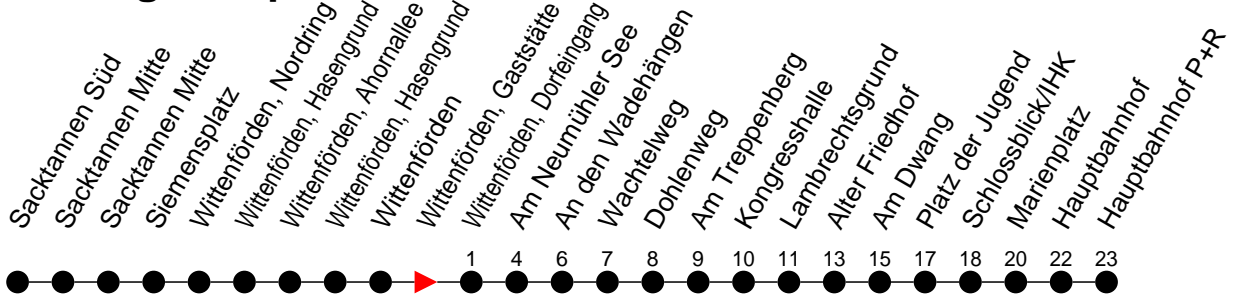 Sacktannen Süd
Sacktannen Mitte
Sacktannen Mitte
Siemensplatz
Wittenförden, Nordring
Wittenförden, Hasengrund
Wittenförden, Ahornallee
Wittenförden, Hasengrund
Wittenförden
Wittenförden, Gaststätte
Wittenförden, Dorfeingang
Am Neumühler See
An den Wadehängen
Wachtelweg
Dohlenweg
Am Treppenberg
Kongresshalle
Lambrechtsgrund
Alter Friedhof
Am Dwang
Platz der Jugend
Schlossblick/IHK
Marienplatz
Hauptbahnhof
Hauptbahnhof P+R
1 4 6 7 8 9 10 11 13 15 17 18 20 22 23